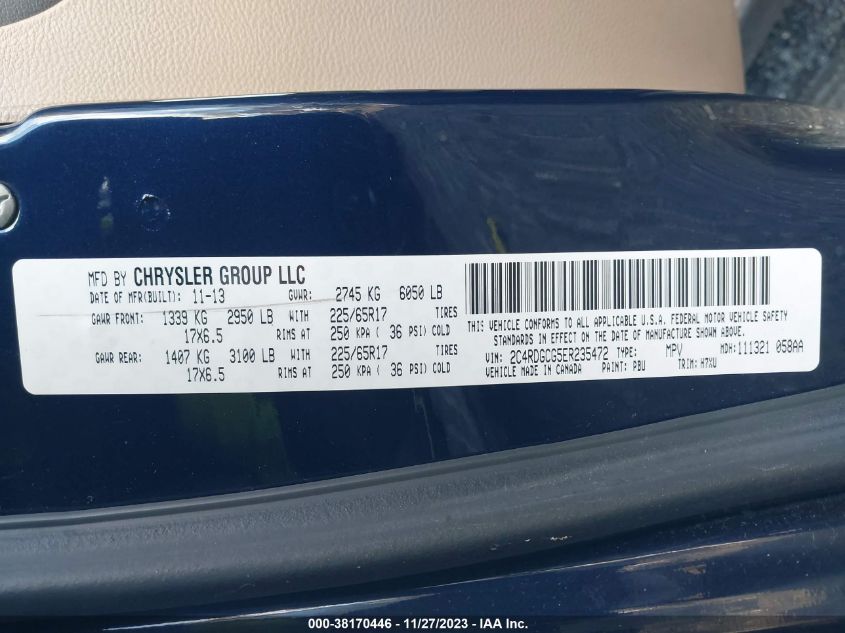 MFD BY CHRYSLER GROUP LLC
DATE OF MFR(BUILT): 11-13 GVWR: 2745 KG 6050 LB
GAWR FRONT: 1339 KG 2950 LB WITH 225/65R17 TIRES
17X6.5 RIMS AT 250 KPA ( 36 PSI) COLD
GAWR REAR: 1407 KG 3100 LB WITH 225/65R17 TIRES
17X6.5 RIMS AT 250 KPA ( 36 PSI) COLD
THIS VEHICLE CONFORMS TO ALL APPLICABLE U.S.A. FEDERAL MOTOR VEHICLE SAFETY
STANDARDS IN EFFECT ON THE DATE OF MANUFACTURE SHOWN ABOVE.
VIN: 2C4RDGCG5ER235472 TYPE: MPV MDH: 111321 058AA
VEHICLE MADE IN CANADA PAINT: PBU TRIM: H7XU
000-38170446 - 11/27/2023 - IAA Inc.